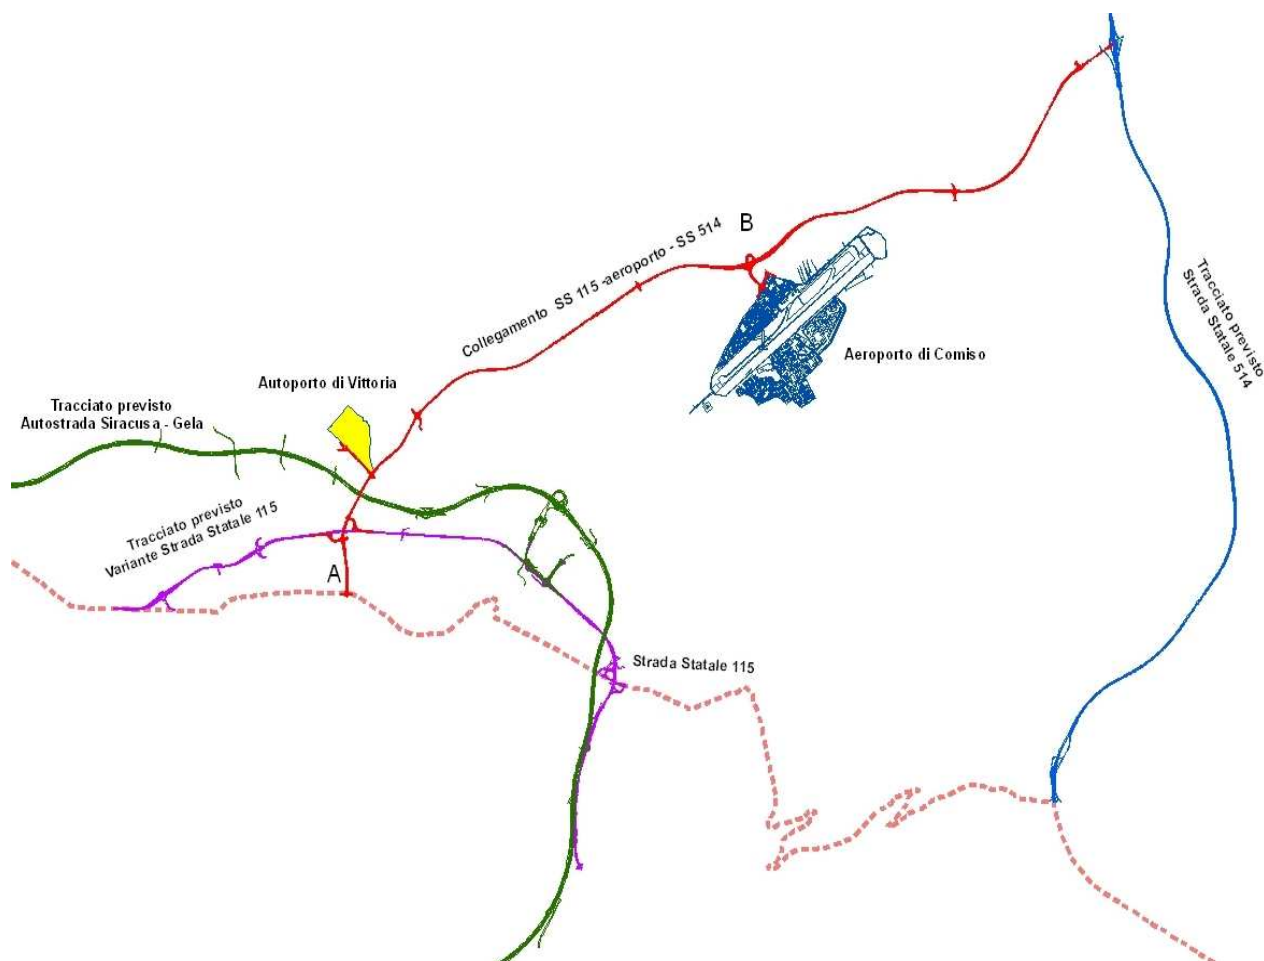 B
Collegamento SS 115 -aeroporto - SS 514
Tracciato previsto
Strada Statale 514
Aeroporto di Comiso
Autoporto di Vittoria
Tracciato previsto
Autostrada Siracusa - Gela
Tracciato previsto
Variante Strada Statale 115
A
Strada Statale 115